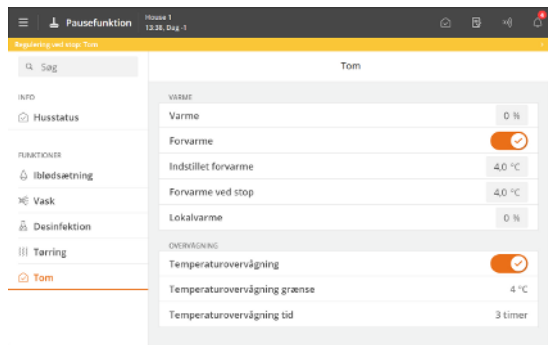 Pausefunktion
House 1
13:38, Dag -1
Regulering ved stop: Tom
Søg
Tom
INFO
Husstatus
FUNKTIONER
Iblødsætning
Vask
Desinfektion
Tørring
Tom
VARME
Varme 0 %
Forvarme
Indstillet forvarme 4,0 °C
Forvarme ved stop 4,0 °C
Lokalvarme 0 %
OVERVÅGNING
Temperaturovervågning
Temperaturovervågning grænse 4 °C
Temperaturovervågning tid 3 timer